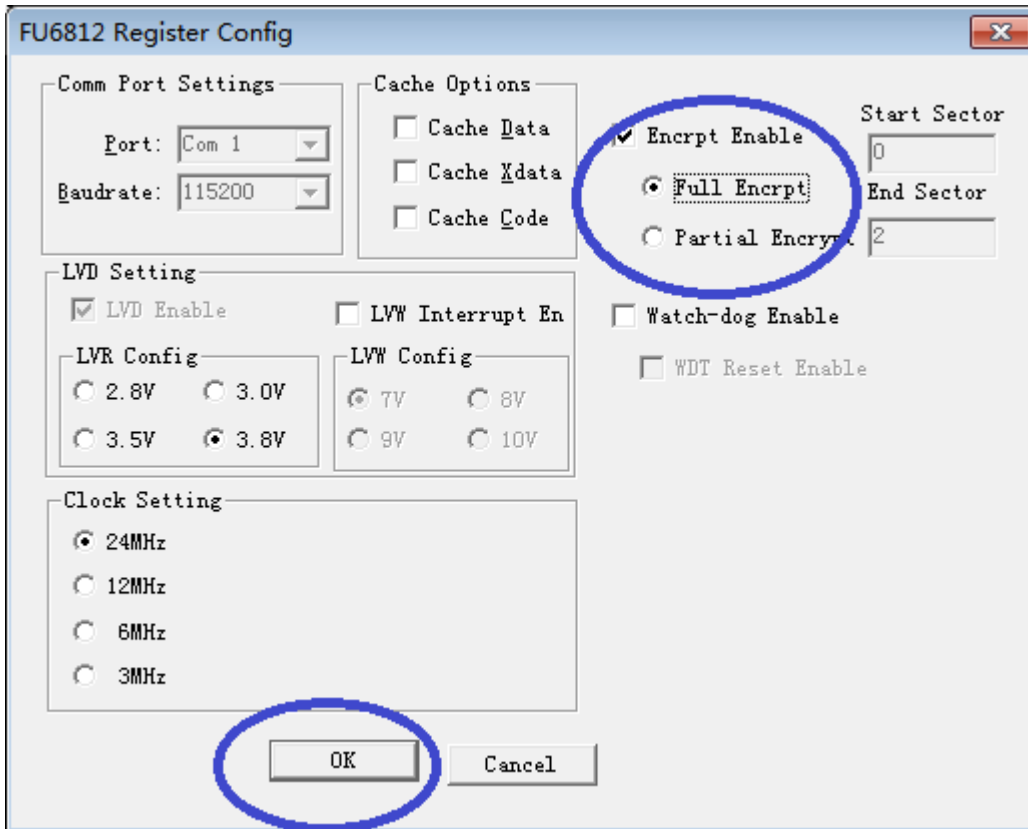 FU6812 Register Config
Comm Port Settings
Port: Com 1
Baudrate: 115200
Cache Options
Cache Data
Cache Xdata
Cache Code
Encrpt Enable
Full Encrpt
Partial Encrypt
Start Sector
0
End Sector
2
LVD Setting
LVD Enable
LVW Interrupt En
LVR Config
2.8V 3.0V
3.5V 3.8V
LVW Config
7V 8V
9V 10V
Watch-dog Enable
WDT Reset Enable
Clock Setting
24MHz
12MHz
6MHz
3MHz
OK Cancel